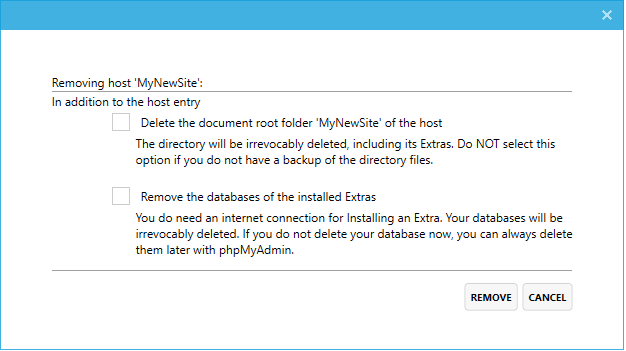 Removing host 'MyNewSite':
In addition to the host entry
Delete the document root folder 'MyNewSite' of the host
The directory will be irrevocably deleted, including its Extras. Do NOT select this
option if you do not have a backup of the directory files.
Remove the databases of the installed Extras
You do need an internet connection for Installing an Extra. Your databases will be
irrevocably deleted. If you do not delete your database now, you can always delete
them later with phpMyAdmin.
REMOVE CANCEL